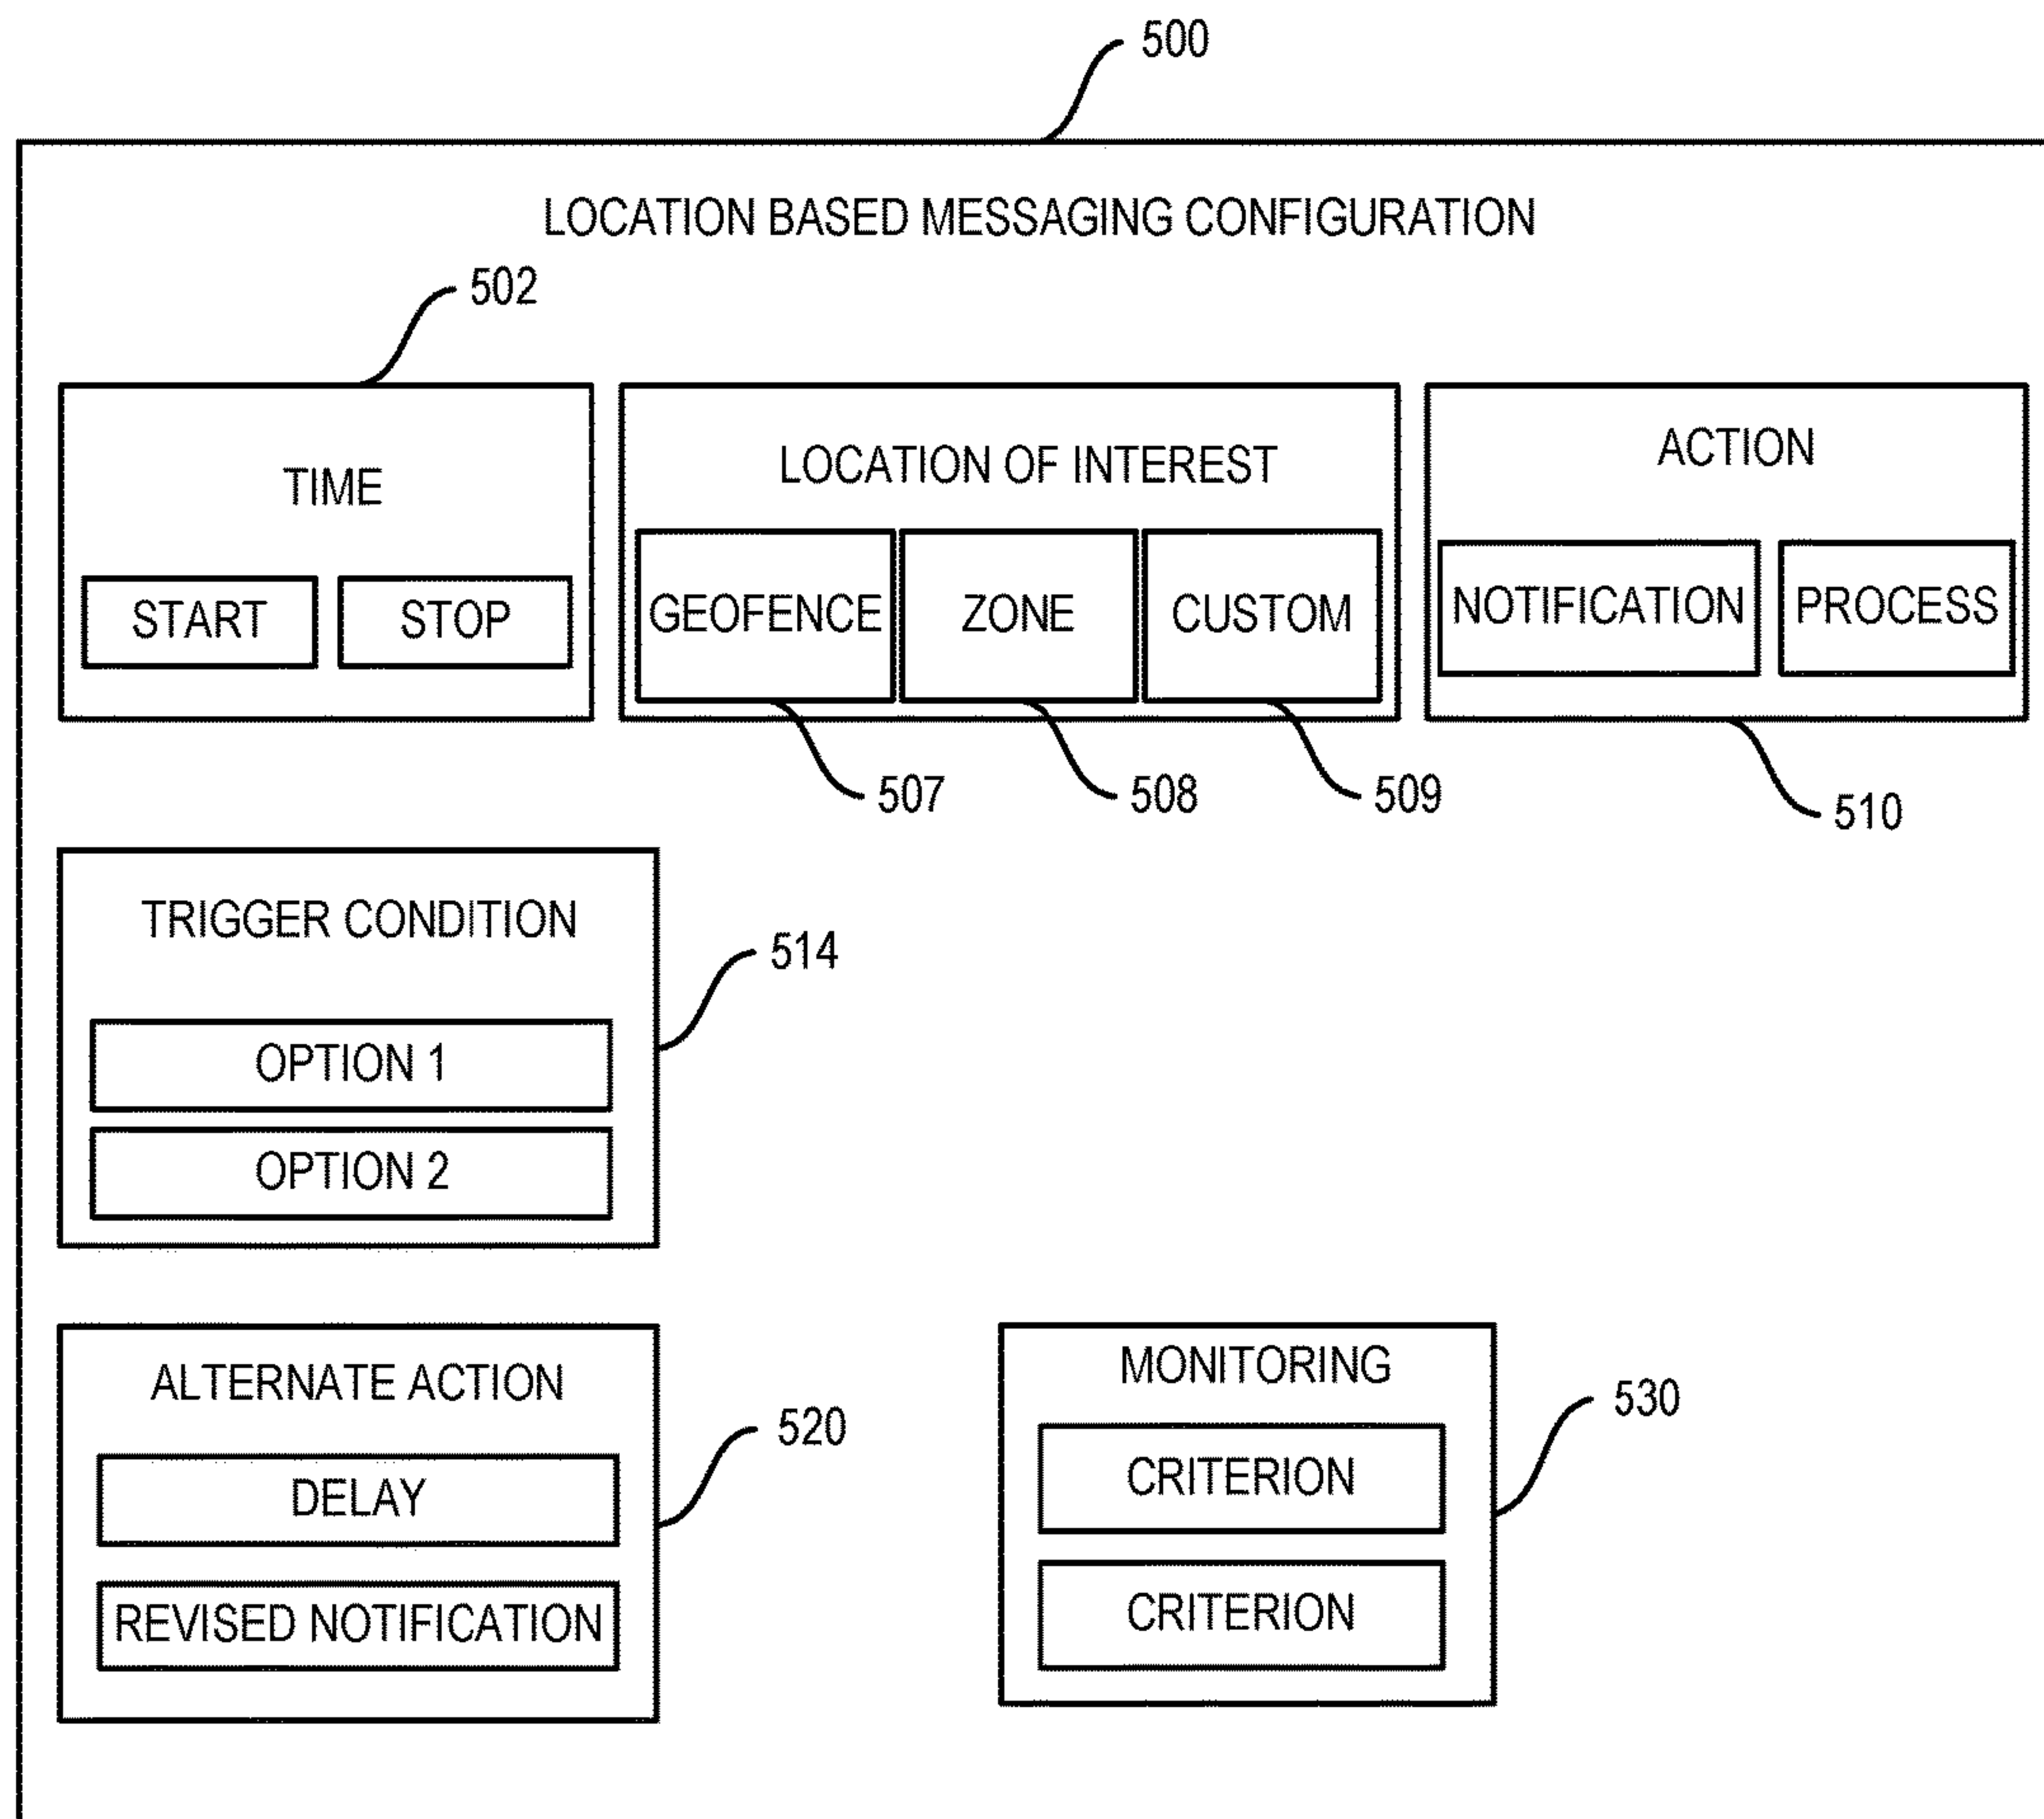 500
LOCATION BASED MESSAGING CONFIGURATION
502
TIME
START STOP
LOCATION OF INTEREST
GEOFENCE ZONE CUSTOM
507 508 509
ACTION
NOTIFICATION PROCESS
510
TRIGGER CONDITION
514
OPTION 1
OPTION 2
ALTERNATE ACTION
520
DELAY
REVISED NOTIFICATION
MONITORING
530
CRITERION
CRITERION